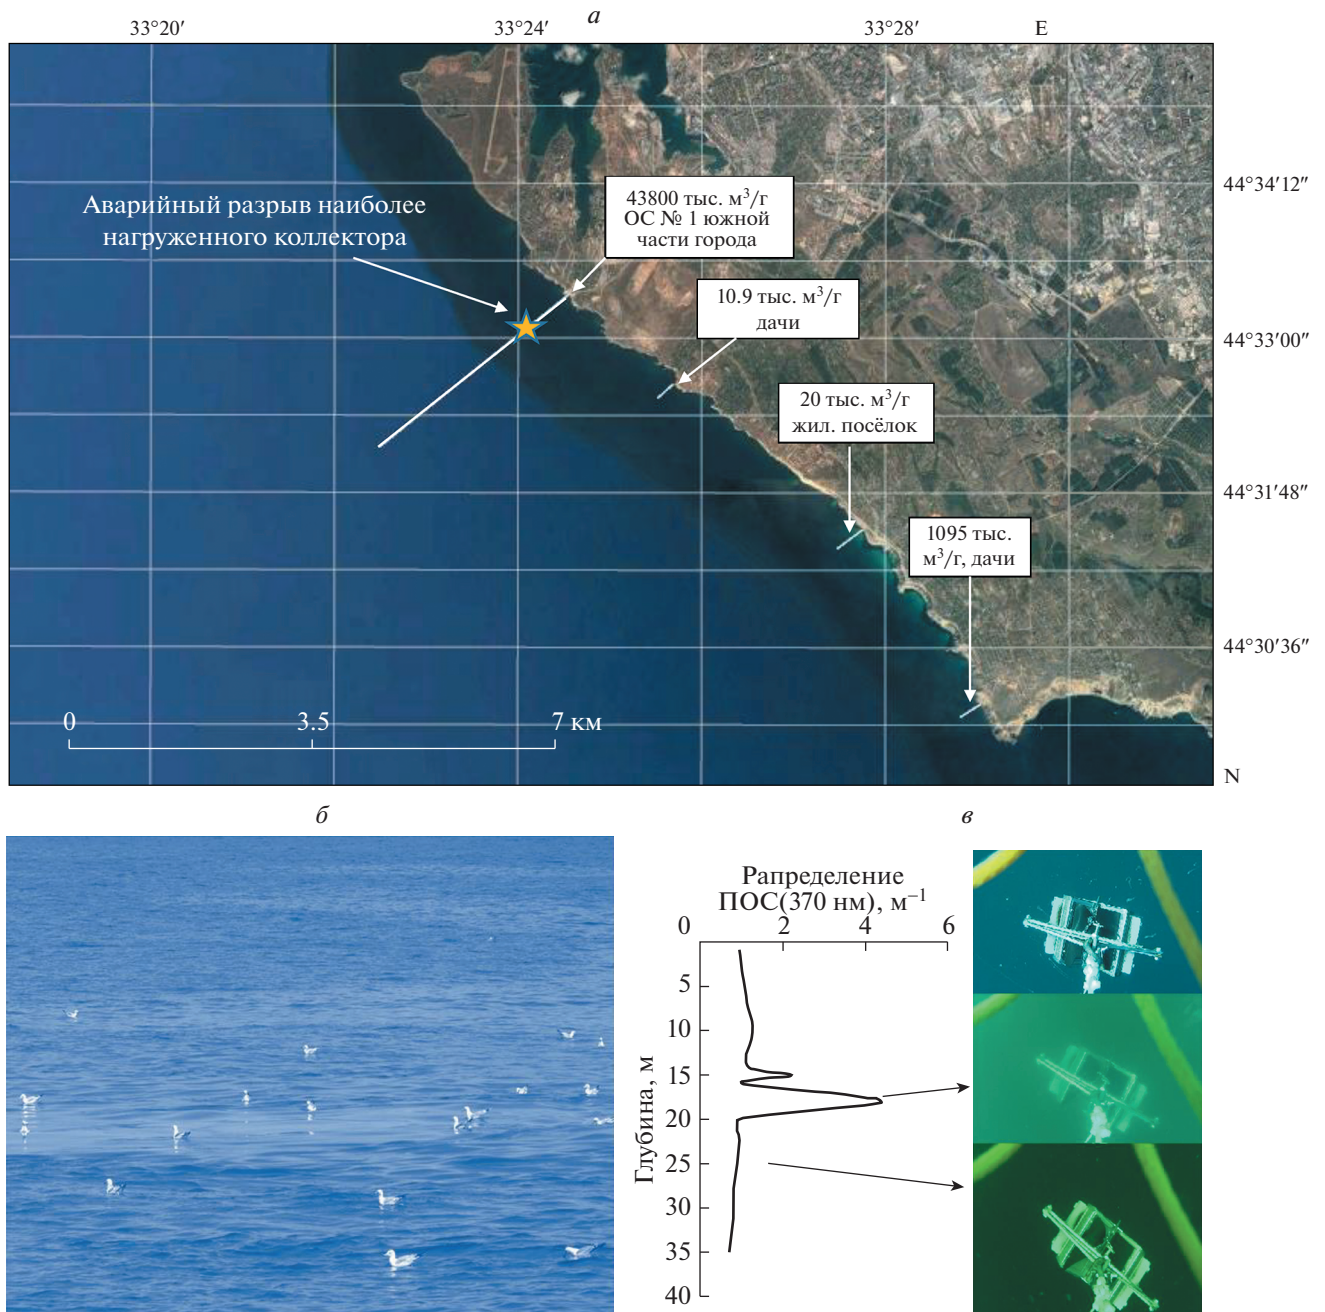 а
33°20′ 33°24′ 33°28′ E
44°34′12″
Аварийный разрыв наиболее
нагруженного коллектора
43800 тыс. м³/г
ОС № 1 южной
части города
10.9 тыс. м³/г
дачи
44°33′00″
20 тыс. м³/г
жил. посёлок
44°31′48″
1095 тыс.
м³/г, дачи
44°30′36″
0 3.5 7 км
N
б
в
Рапределение
ПОС(370 нм), м⁻¹
0 2 4 6
5
10
15
20
25
30
35
40
Глубина, м